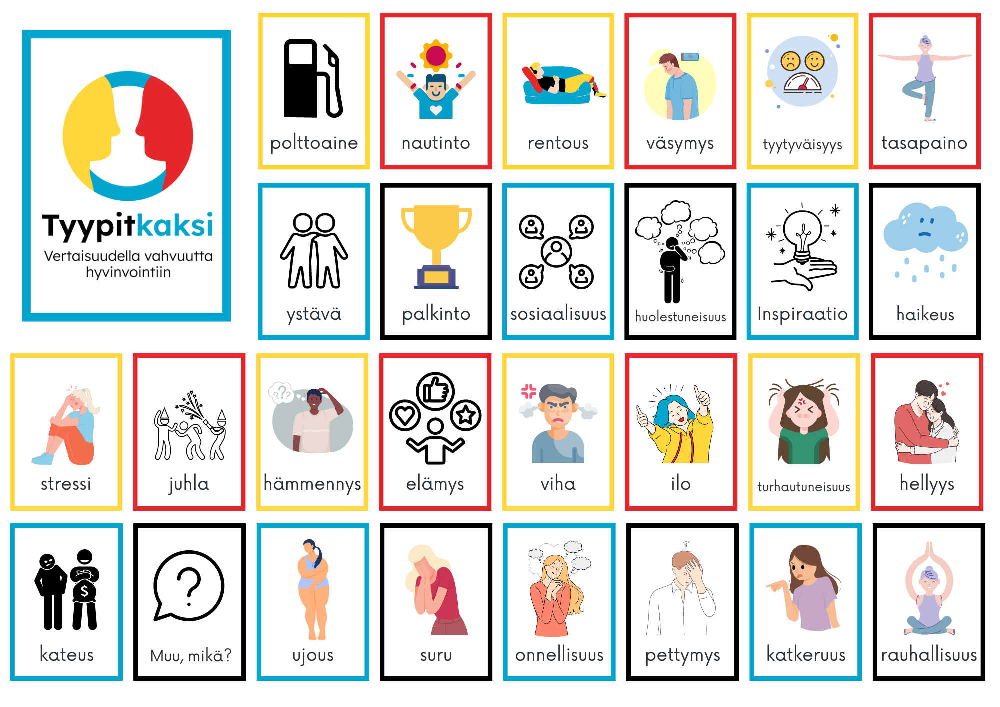 Tyypitkaksi
Vertaisuudella vahvuutta
hyvinvointiin
polttoaine
nautinto
rentous
väsymys
tyytyväisyys
tasapaino
ystävä
palkinto
sosiaalisuus
huolestuneisuus
Inspiraatio
haikeus
stressi
juhla
hämmennys
elämys
viha
ilo
turhautuneisuus
hellyys
kateus
Muu, mikä?
ujous
suru
onnellisuus
pettymys
katkeruus
rauhallisuus